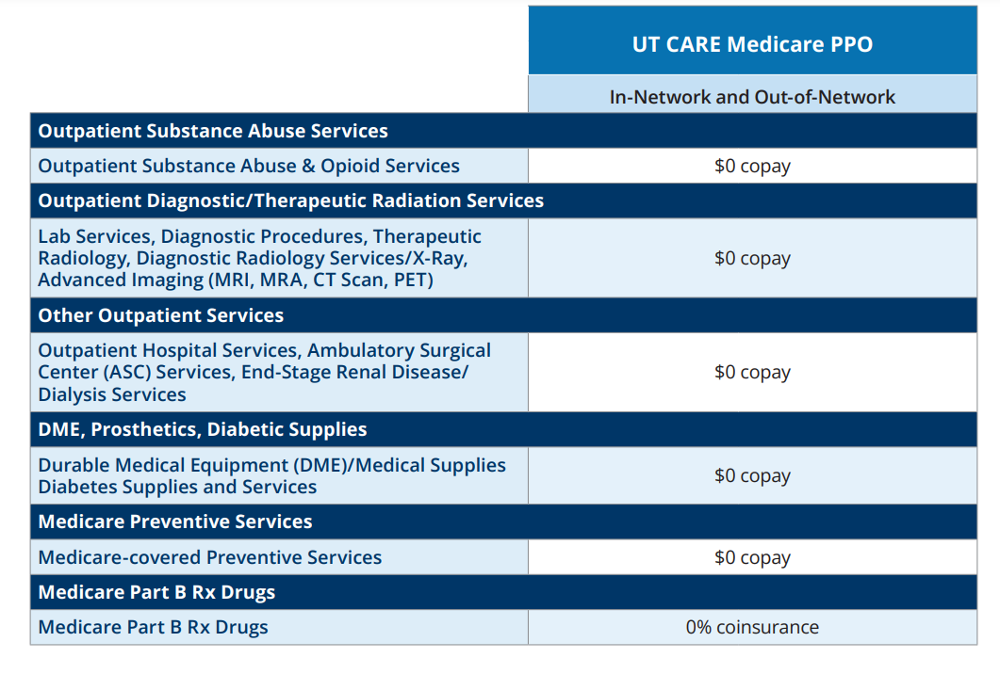 UT CARE Medicare PPO
In-Network and Out-of-Network
Outpatient Substance Abuse Services
Outpatient Substance Abuse & Opioid Services
$0 copay
Outpatient Diagnostic/Therapeutic Radiation Services
Lab Services, Diagnostic Procedures, Therapeutic
Radiology, Diagnostic Radiology Services/X-Ray,
Advanced Imaging (MRI, MRA, CT Scan, PET)
$0 copay
Other Outpatient Services
Outpatient Hospital Services, Ambulatory Surgical
Center (ASC) Services, End-Stage Renal Disease/
Dialysis Services
$0 copay
DME, Prosthetics, Diabetic Supplies
Durable Medical Equipment (DME)/Medical Supplies
Diabetes Supplies and Services
$0 copay
Medicare Preventive Services
Medicare-covered Preventive Services
$0 copay
Medicare Part B Rx Drugs
Medicare Part B Rx Drugs
0% coinsurance